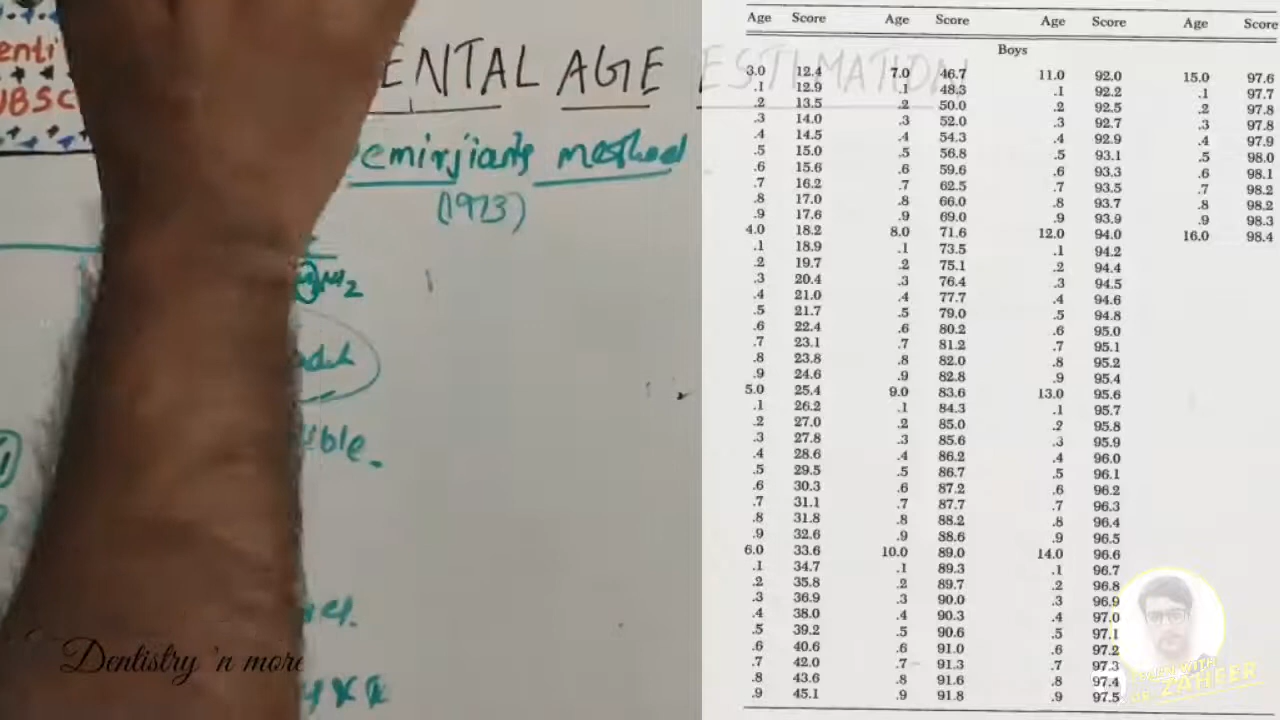 enti
UBSC
ENTAL AGE ESTIMATION
emirjian's method
(1973)
M2
ible.
Dentistry 'n more
Age Score Age Score Age Score Age Score
Boys
3.0 12.4 7.0 46.7 11.0 92.0 15.0 97.6
.1 12.9 .1 48.3 .1 92.2 .1 97.7
.2 13.5 .2 50.0 .2 92.5 .2 97.8
.3 14.0 .3 52.0 .3 92.7 .3 97.8
.4 14.5 .4 54.3 .4 92.9 .4 97.9
.5 15.0 .5 56.8 .5 93.1 .5 98.0
.6 15.6 .6 59.6 .6 93.3 .6 98.1
.7 16.2 .7 62.5 .7 93.5 .7 98.2
.8 17.0 .8 66.0 .8 93.7 .8 98.2
.9 17.6 .9 69.0 .9 93.9 .9 98.3
4.0 18.2 8.0 71.6 12.0 94.0 16.0 98.4
.1 18.9 .1 73.5 .1 94.2
.2 19.7 .2 75.1 .2 94.4
.3 20.4 .3 76.4 .3 94.5
.4 21.0 .4 77.7 .4 94.6
.5 21.7 .5 79.0 .5 94.8
.6 22.4 .6 80.2 .6 95.0
.7 23.1 .7 81.2 .7 95.1
.8 23.8 .8 82.0 .8 95.2
.9 24.6 .9 82.8 .9 95.4
5.0 25.4 9.0 83.6 13.0 95.6
.1 26.2 .1 84.3 .1 95.7
.2 27.0 .2 85.0 .2 95.8
.3 27.8 .3 85.6 .3 95.9
.4 28.6 .4 86.2 .4 96.0
.5 29.5 .5 86.7 .5 96.1
.6 30.3 .6 87.2 .6 96.2
.7 31.1 .7 87.7 .7 96.3
.8 31.8 .8 88.2 .8 96.4
.9 32.6 .9 88.6 .9 96.5
6.0 33.6 10.0 89.0 14.0 96.6
.1 34.7 .1 89.3 .1 96.7
.2 35.8 .2 89.7 .2 96.8
.3 36.9 .3 90.0 .3 96.9
.4 38.0 .4 90.3 .4 97.0
.5 39.2 .5 90.6 .5 97.1
.6 40.6 .6 91.0 .6 97.2
.7 42.0 .7 91.3 .7 97.3
.8 43.6 .8 91.6 .8 97.4
.9 45.1 .9 91.8 .9 97.5
WITH
ZAHEER